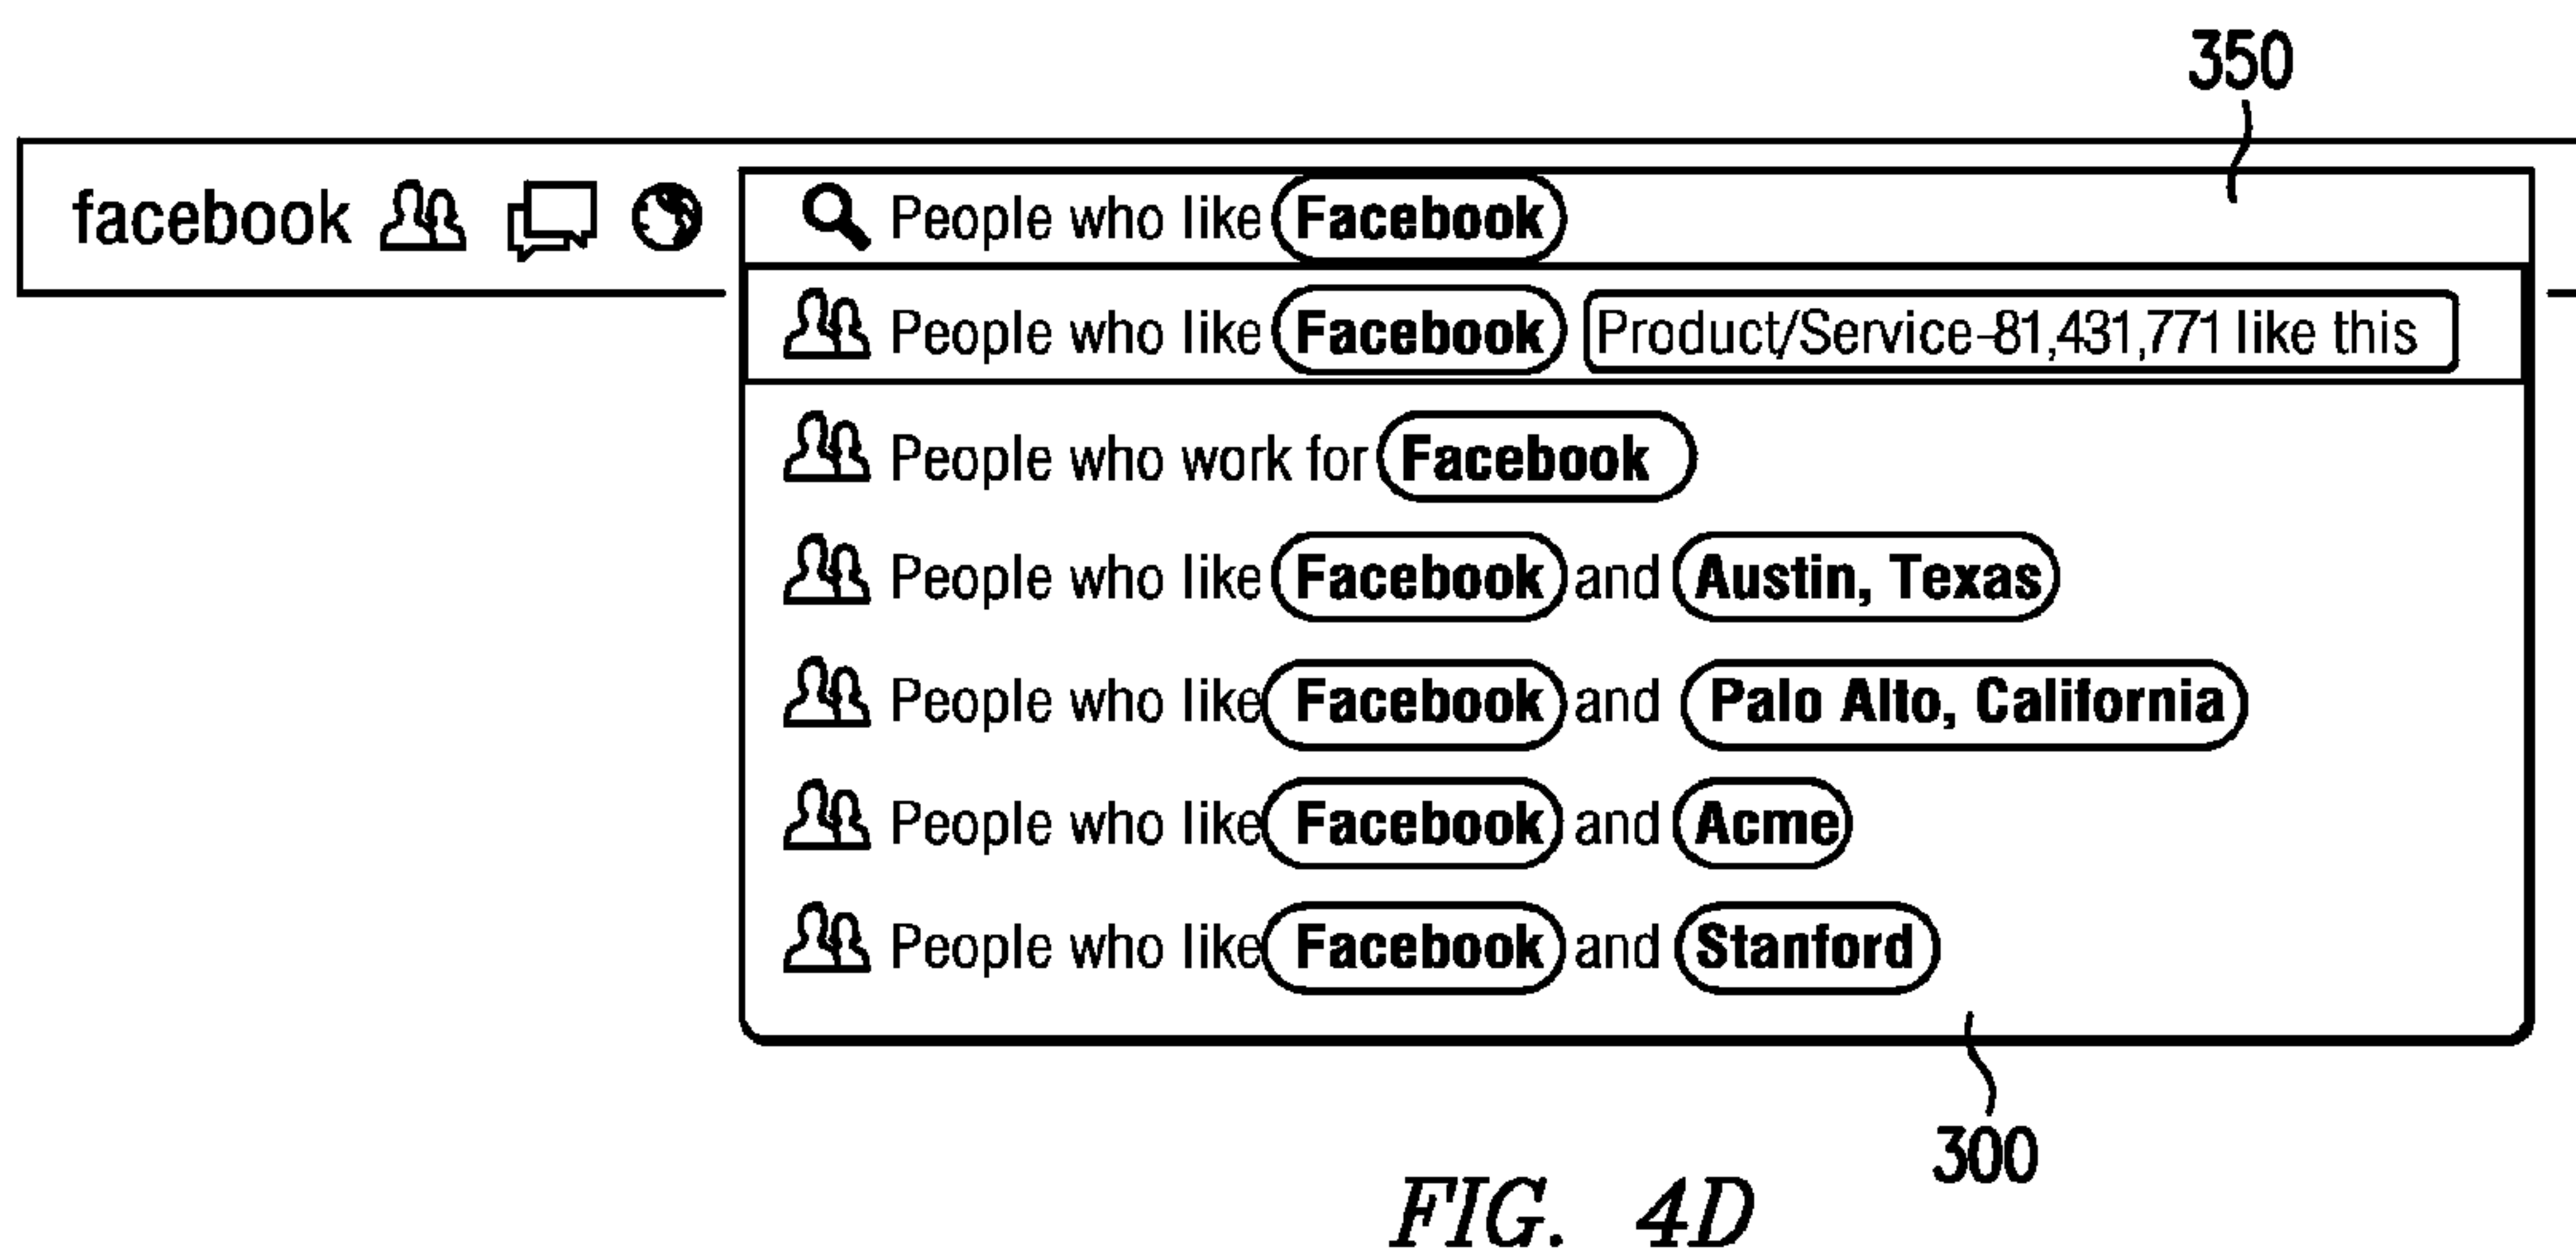 350
facebook People who like Facebook
People who like Facebook Product/Service-81,431,771 like this
People who work for Facebook
People who like Facebook and Austin, Texas
People who like Facebook and Palo Alto, California
People who like Facebook and Acme
People who like Facebook and Stanford
300
FIG. 4D